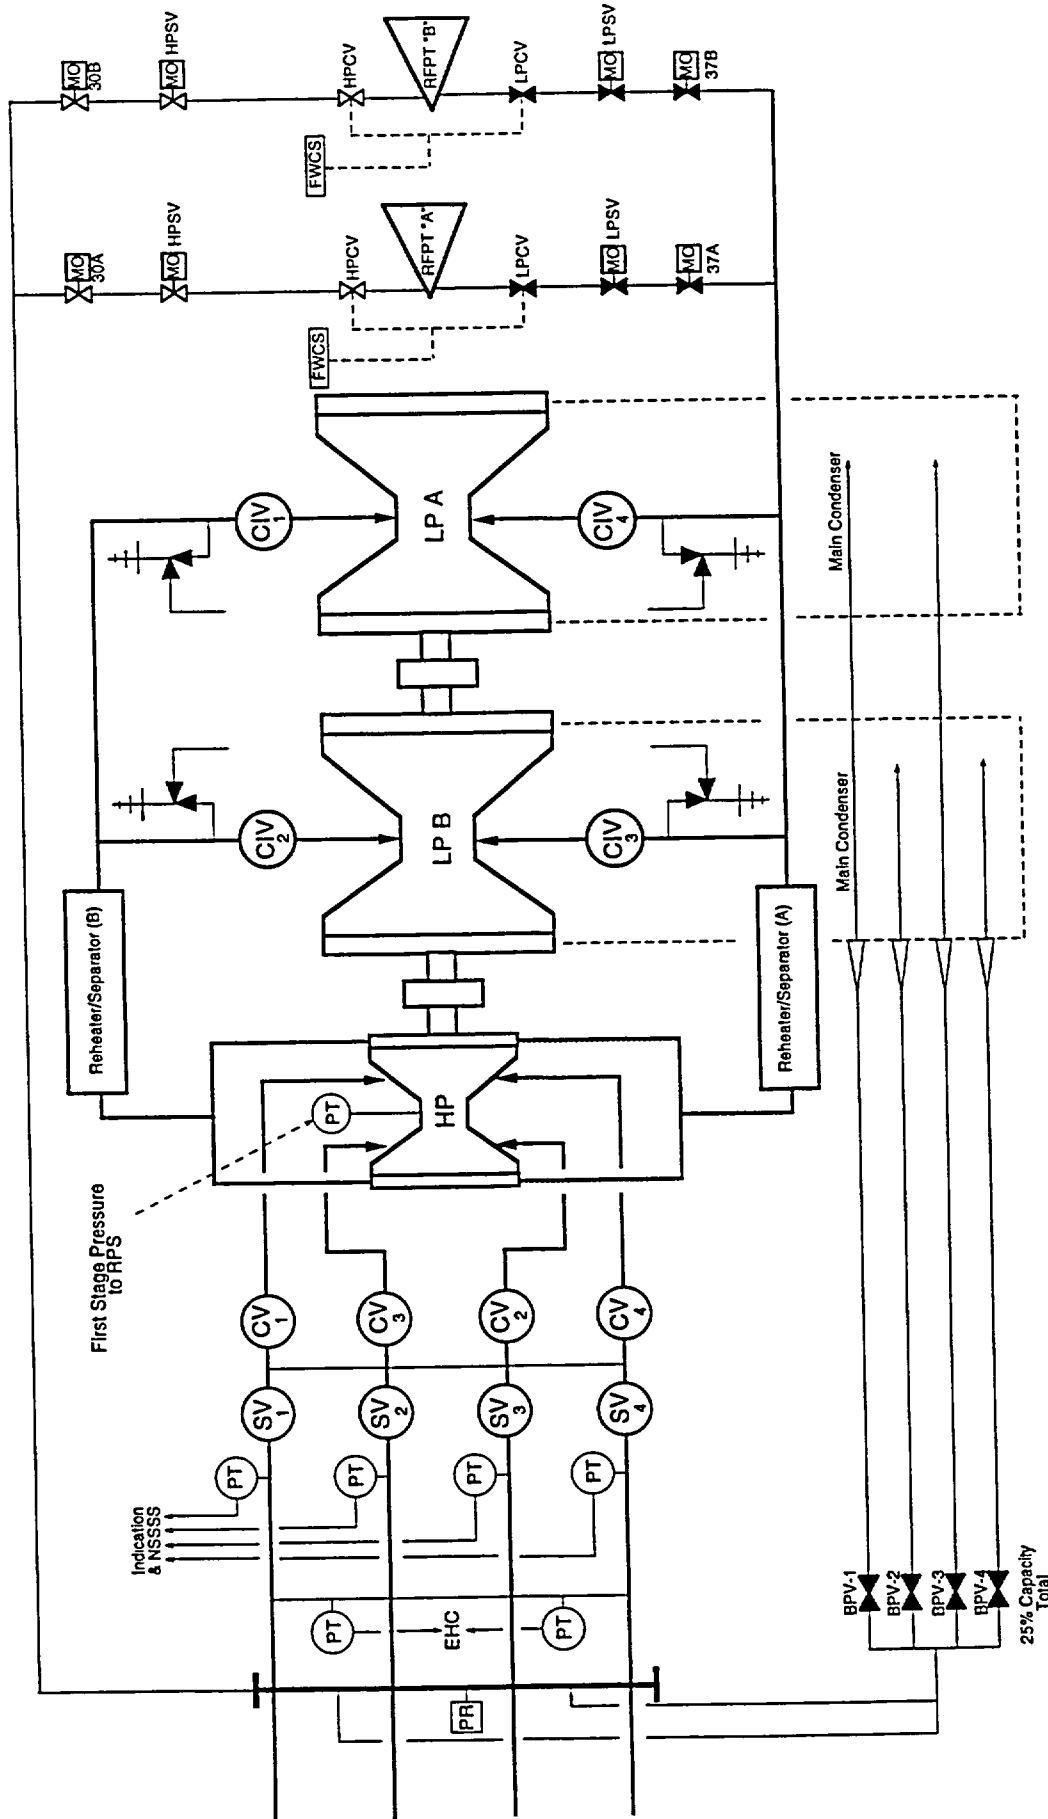 Indication
& NSSSS
PT
PT
PT
PT
PT
EHC
PT
PR
SV
1
SV
2
SV
3
SV
4
CV
1
CV
3
CV
2
CV
4
First Stage Pressure
to RPS
PT
HP
Reheater/Separator (B)
Reheater/Separator (A)
CIV
2
LP B
CIV
3
CIV
1
LP A
CIV
4
MO
30A
MO HPSV
HPCV
FWCS
RFPT "A"
LPCV
MO LPSV
MO
37A
MO
30B
MO HPSV
HPCV
FWCS
RFPT "B"
LPCV
MO LPSV
MO
37B
Main Condenser
Main Condenser
BPV-1
BPV-2
BPV-3
BPV-4
25% Capacity
Total